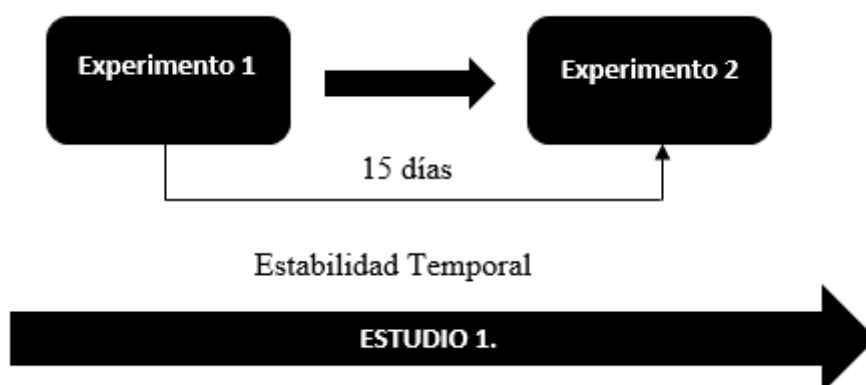 Experimento 1
Experimento 2
15 días
Estabilidad Temporal
ESTUDIO 1.